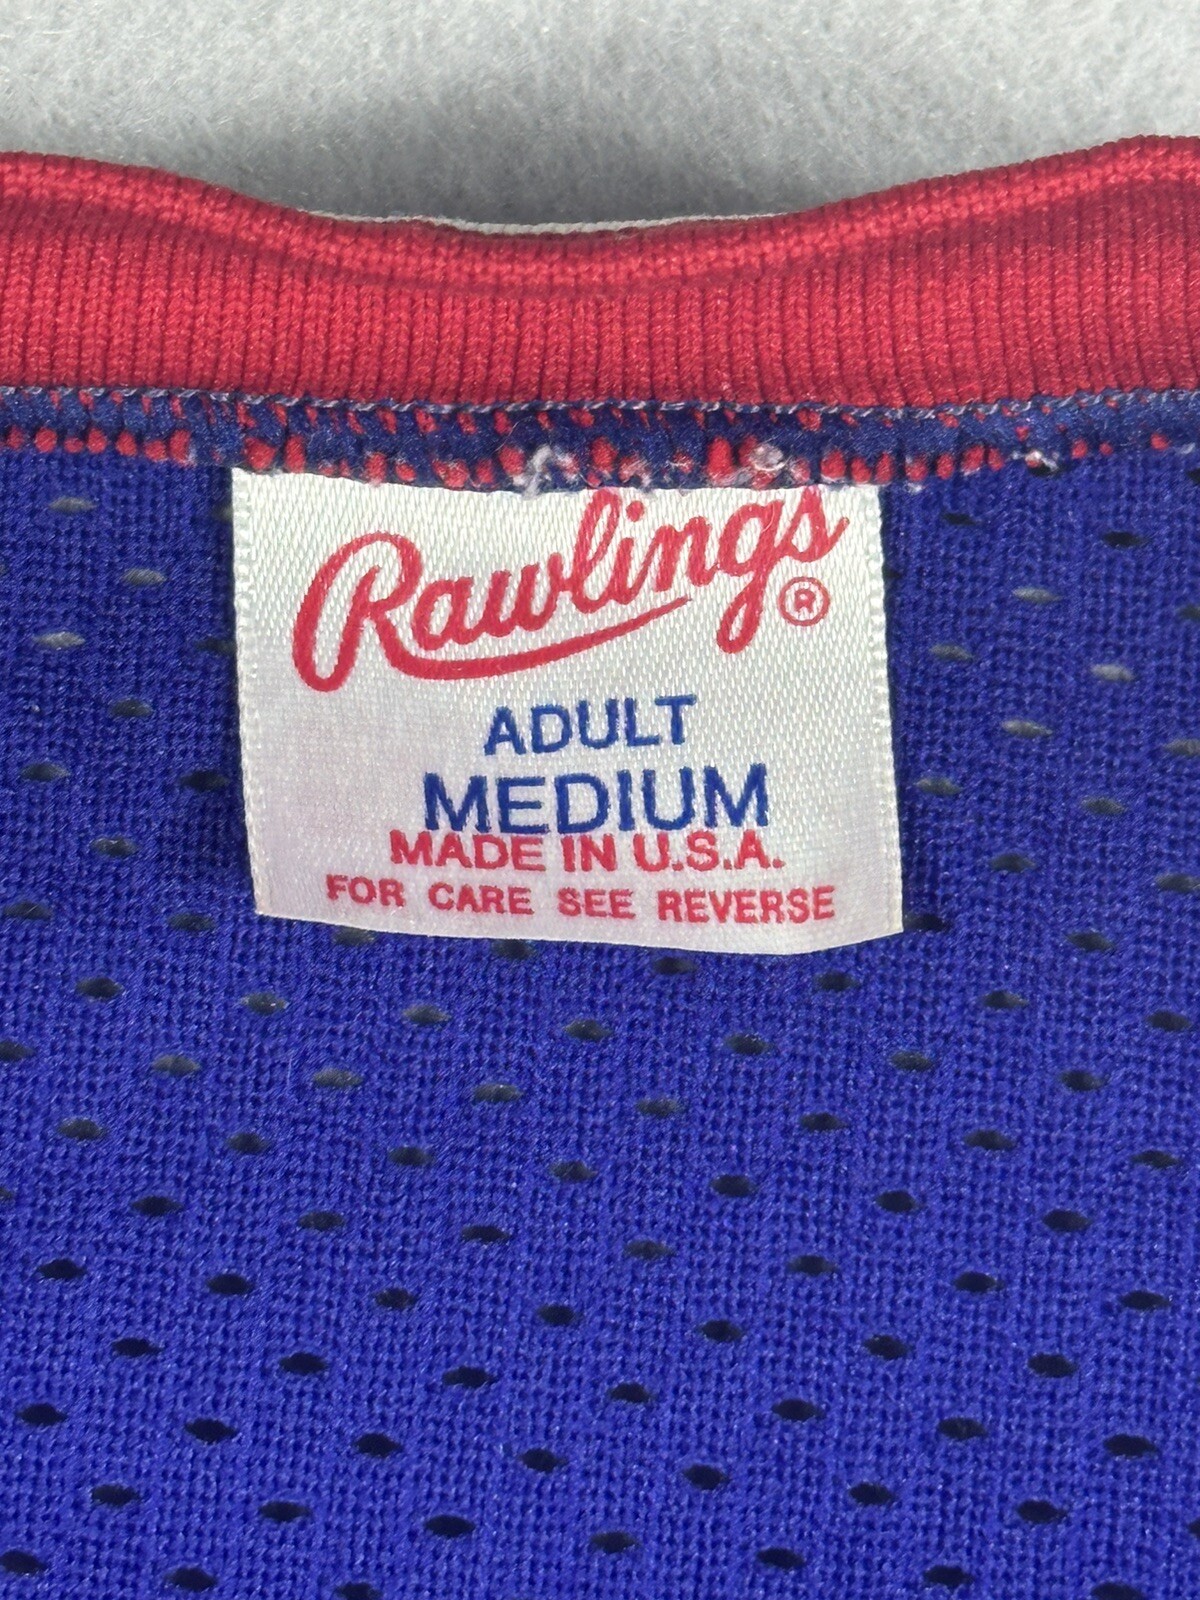 Rawlings®
ADULT
MEDIUM
MADE IN U.S.A.
FOR CARE SEE REVERSE